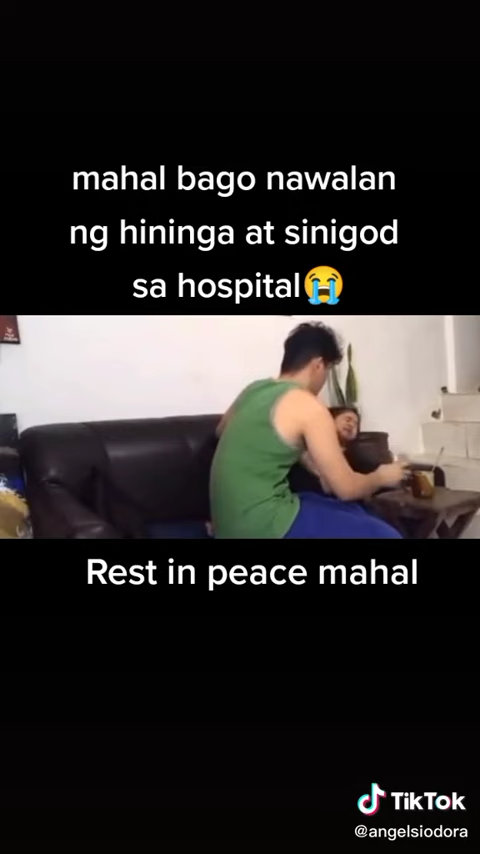 mahal bago nawalan
ng hininga at sinigod
sa hospital😭
Rest in peace mahal
TikTok
@angelsiodora